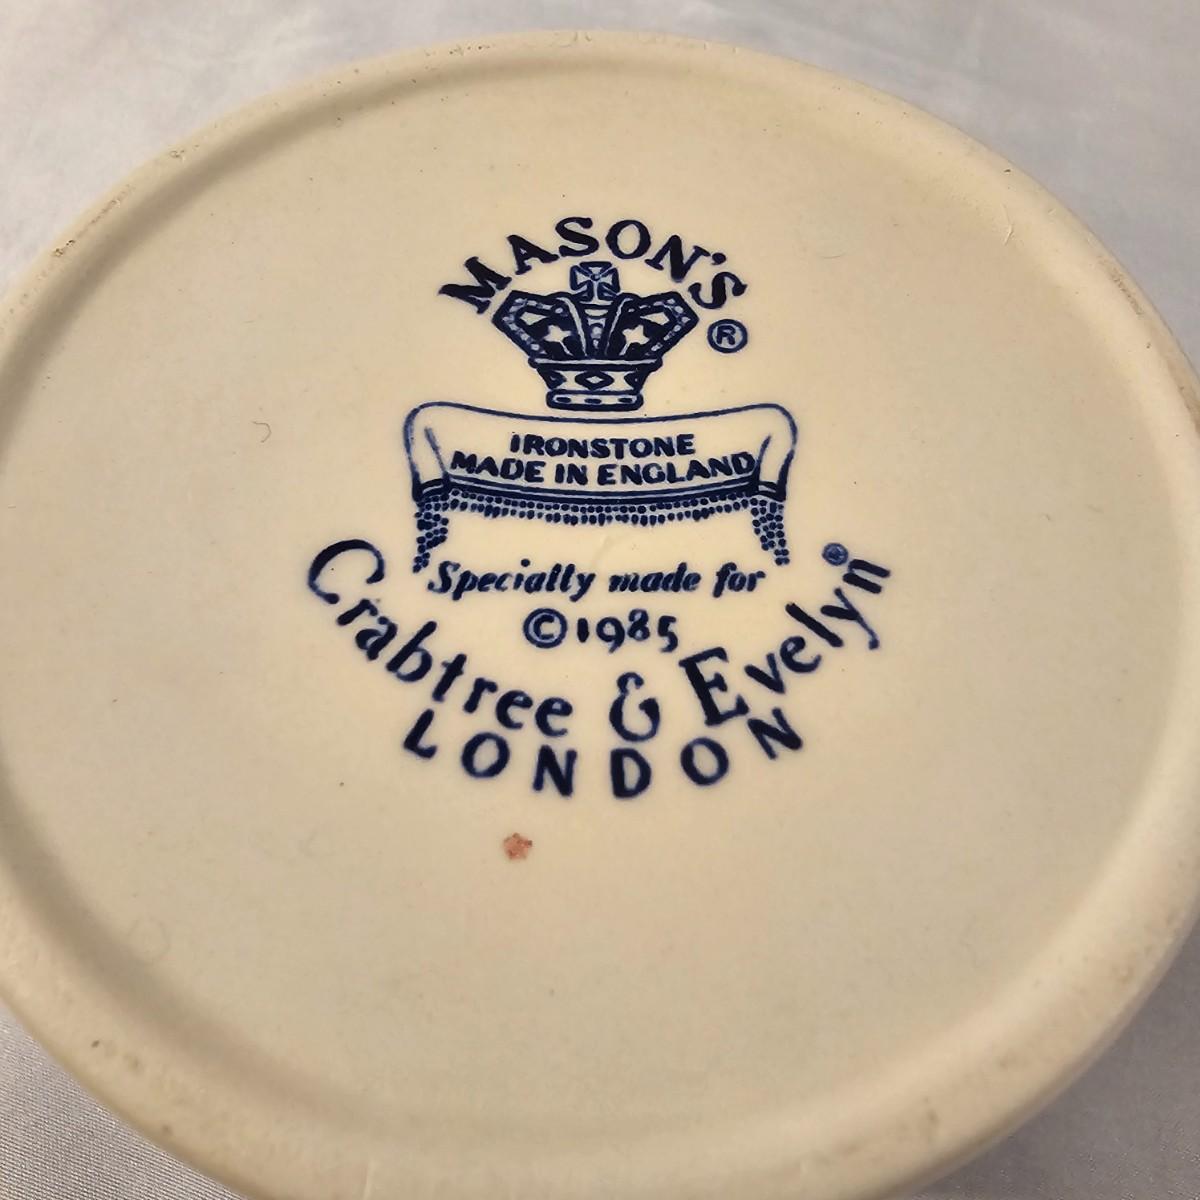 MASON'S®
IRONSTONE
MADE IN ENGLAND
Specially made for
©1985
Crabtree & Evelyn®
LONDON